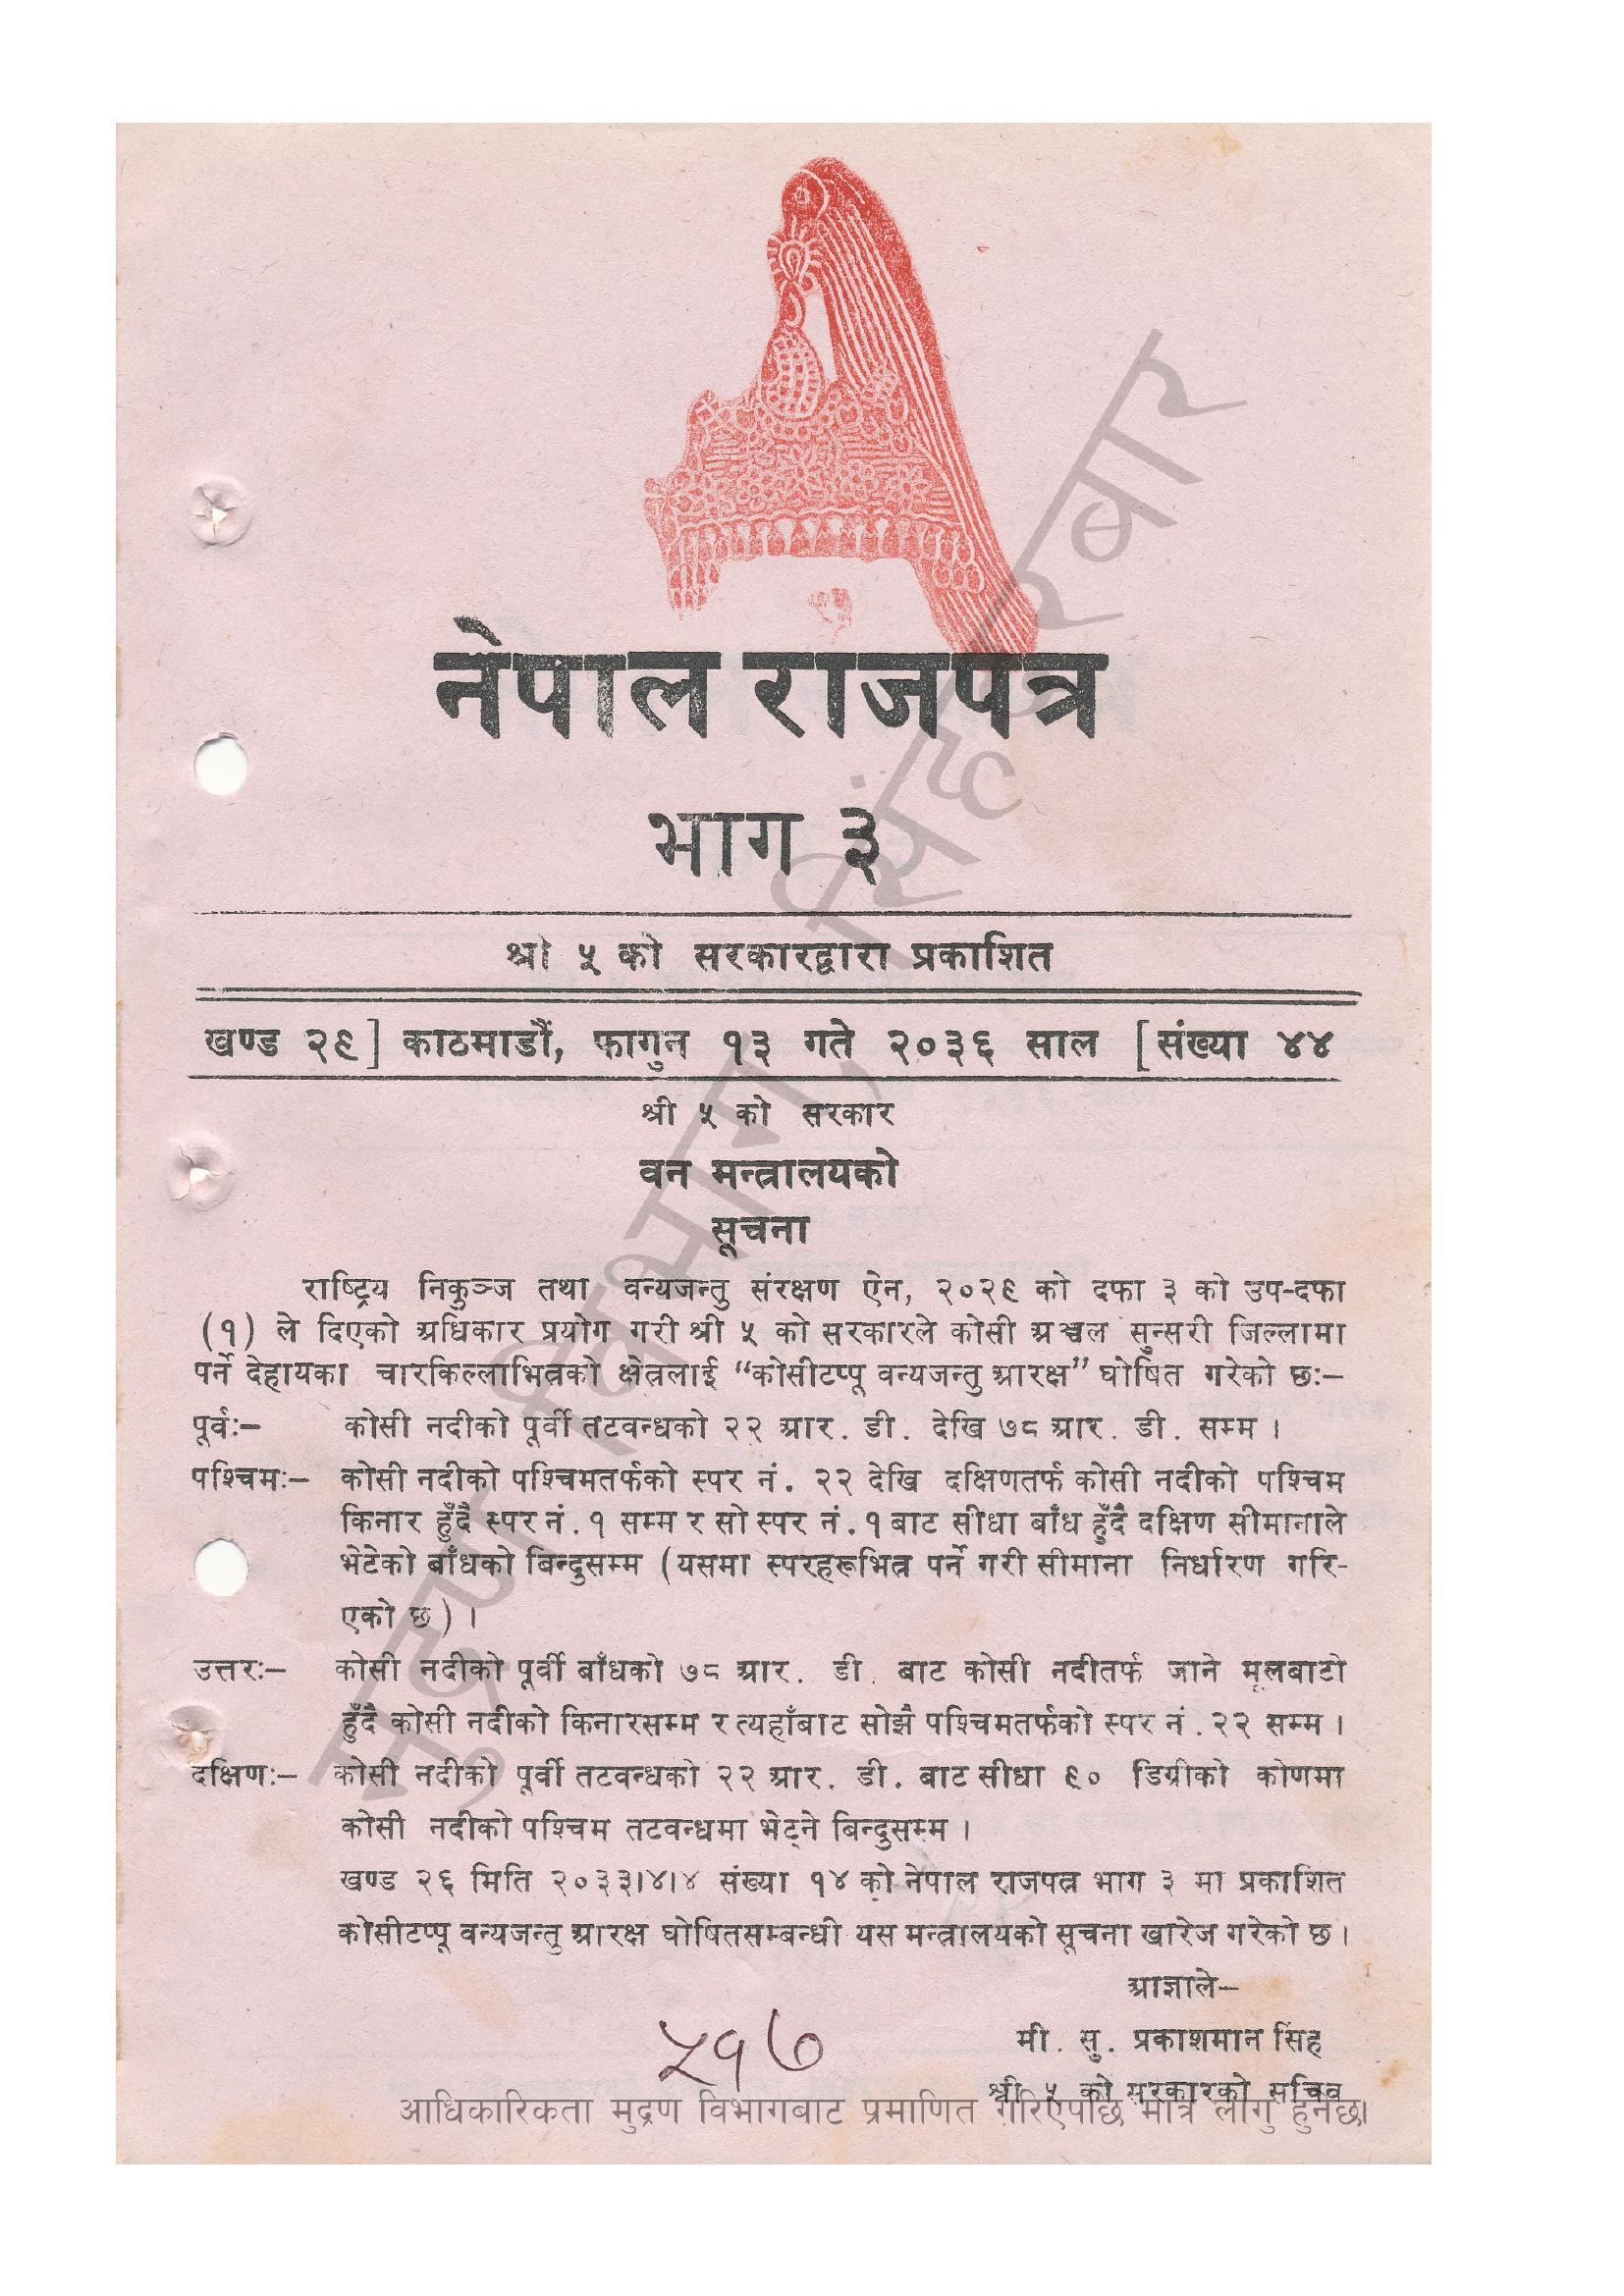 नेपाल राजपत्र
भाग ३
श्री ५ को सरकारद्वारा प्रकाशित
खण्ड २९] काठमाडौं, फागुन १३ गते २०३६ साल [संख्या ४४
श्री ५ को सरकार
वन मन्त्रालयको
सूचना
राष्ट्रिय निकुञ्ज तथा वन्यजन्तु संरक्षण ऐन, २०२९ को दफा ३ को उप-दफा
(१) ले दिएको अधिकार प्रयोग गरी श्री ५ को सरकारले कोसी अञ्चल सुन्सरी जिल्लामा
पर्ने देहायका चारकिल्लाभित्रको क्षेत्रलाई “कोसीटप्पू वन्यजन्तु आरक्ष” घोषित गरेको छः–
पूर्वः– कोसी नदीको पूर्वी तटवन्धको २२ आर. डी. देखि ७८ आर. डी. सम्म ।
पश्चिमः– कोसी नदीको पश्चिमतर्फको स्पर नं. २२ देखि दक्षिणतर्फ कोसी नदीको पश्चिम
किनार हुँदै स्पर नं. १ सम्म र सो स्पर नं. १ बाट सीधा बाँध हुँदै दक्षिण सीमानाले
भेटेको बाँधको बिन्दुसम्म (यसमा स्परहरूभित्र पर्ने गरी सीमाना निर्धारण गरि-
एको छ) ।
उत्तरः– कोसी नदीको पूर्वी बाँधको ७८ आर. डी. बाट कोसी नदीतर्फ जाने मूलबाटो
हुँदै कोसी नदीको किनारसम्म र त्यहाँबाट सोझै पश्चिमतर्फको स्पर नं. २२ सम्म ।
दक्षिणः– कोसी नदीको पूर्वी तटवन्धको २२ आर. डी. बाट सीधा ९० डिग्रीको कोणमा
कोसी नदीको पश्चिम तटवन्धमा भेट्ने बिन्दुसम्म ।
खण्ड २६ मिति २०३३।४।४ संख्या १४ को नेपाल राजपत्र भाग ३ मा प्रकाशित
कोसीटप्पू वन्यजन्तु आरक्ष घोषितसम्बन्धी यस मन्त्रालयको सूचना खारेज गरेको छ ।
आज्ञाले–
मी. सु. प्रकाशमान सिंह
श्री ५ को सरकारको सचिव
५१७
आधिकारिकता मुद्रण विभागबाट प्रमाणित गरिएपछि मात्र लागु हुनेछ।
मुद्रण विभाग, सिंहदरवार